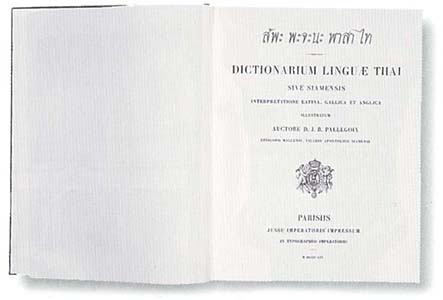 สัพะ พะจะนะ พาสา ไท
DICTIONARIUM LINGUÆ THAI
SIVE SIAMENSIS
INTERPRETATIONE LATINA, GALLICA ET ANGLICA
ILLUSTRATUM
AUCTORE D. J. B. PALLEGOIX
EPISCOPO MALLENSI, VICARIO APOSTOLICO SIAMENSI
PARISIIS
JUSSU IMPERATORIS IMPRESSUM
IN TYPOGRAPHEO IMPERATORIO
M DCCC LIV